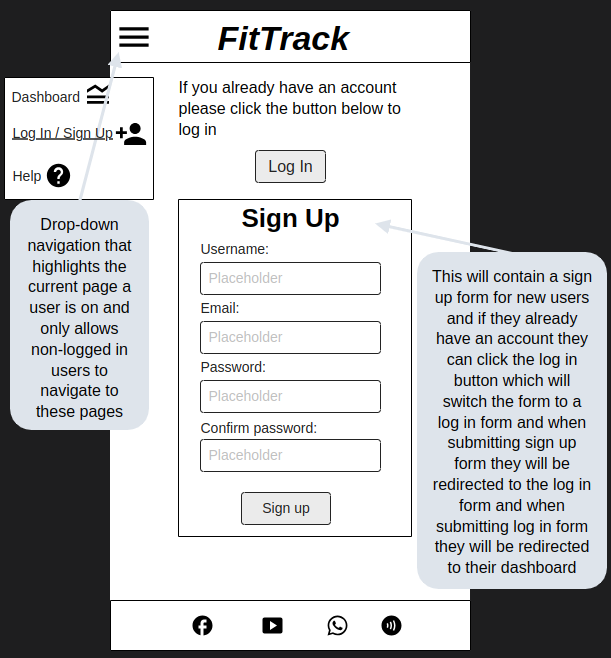 FitTrack
Dashboard
Log In / Sign Up
Help
If you already have an account
please click the button below to
log in
Log In
Sign Up
Username:
Placeholder
Email:
Placeholder
Password:
Placeholder
Confirm password:
Placeholder
Sign up
Drop-down
navigation that
highlights the
current page a
user is on and
only allows
non-logged in
users to
navigate to
these pages
This will contain a sign
up form for new users
and if they already
have an account they
can click the log in
button which will
switch the form to a
log in form and when
submitting sign up
form they will be
redirected to the log in
form and when
submitting log in form
they will be redirected
to their dashboard